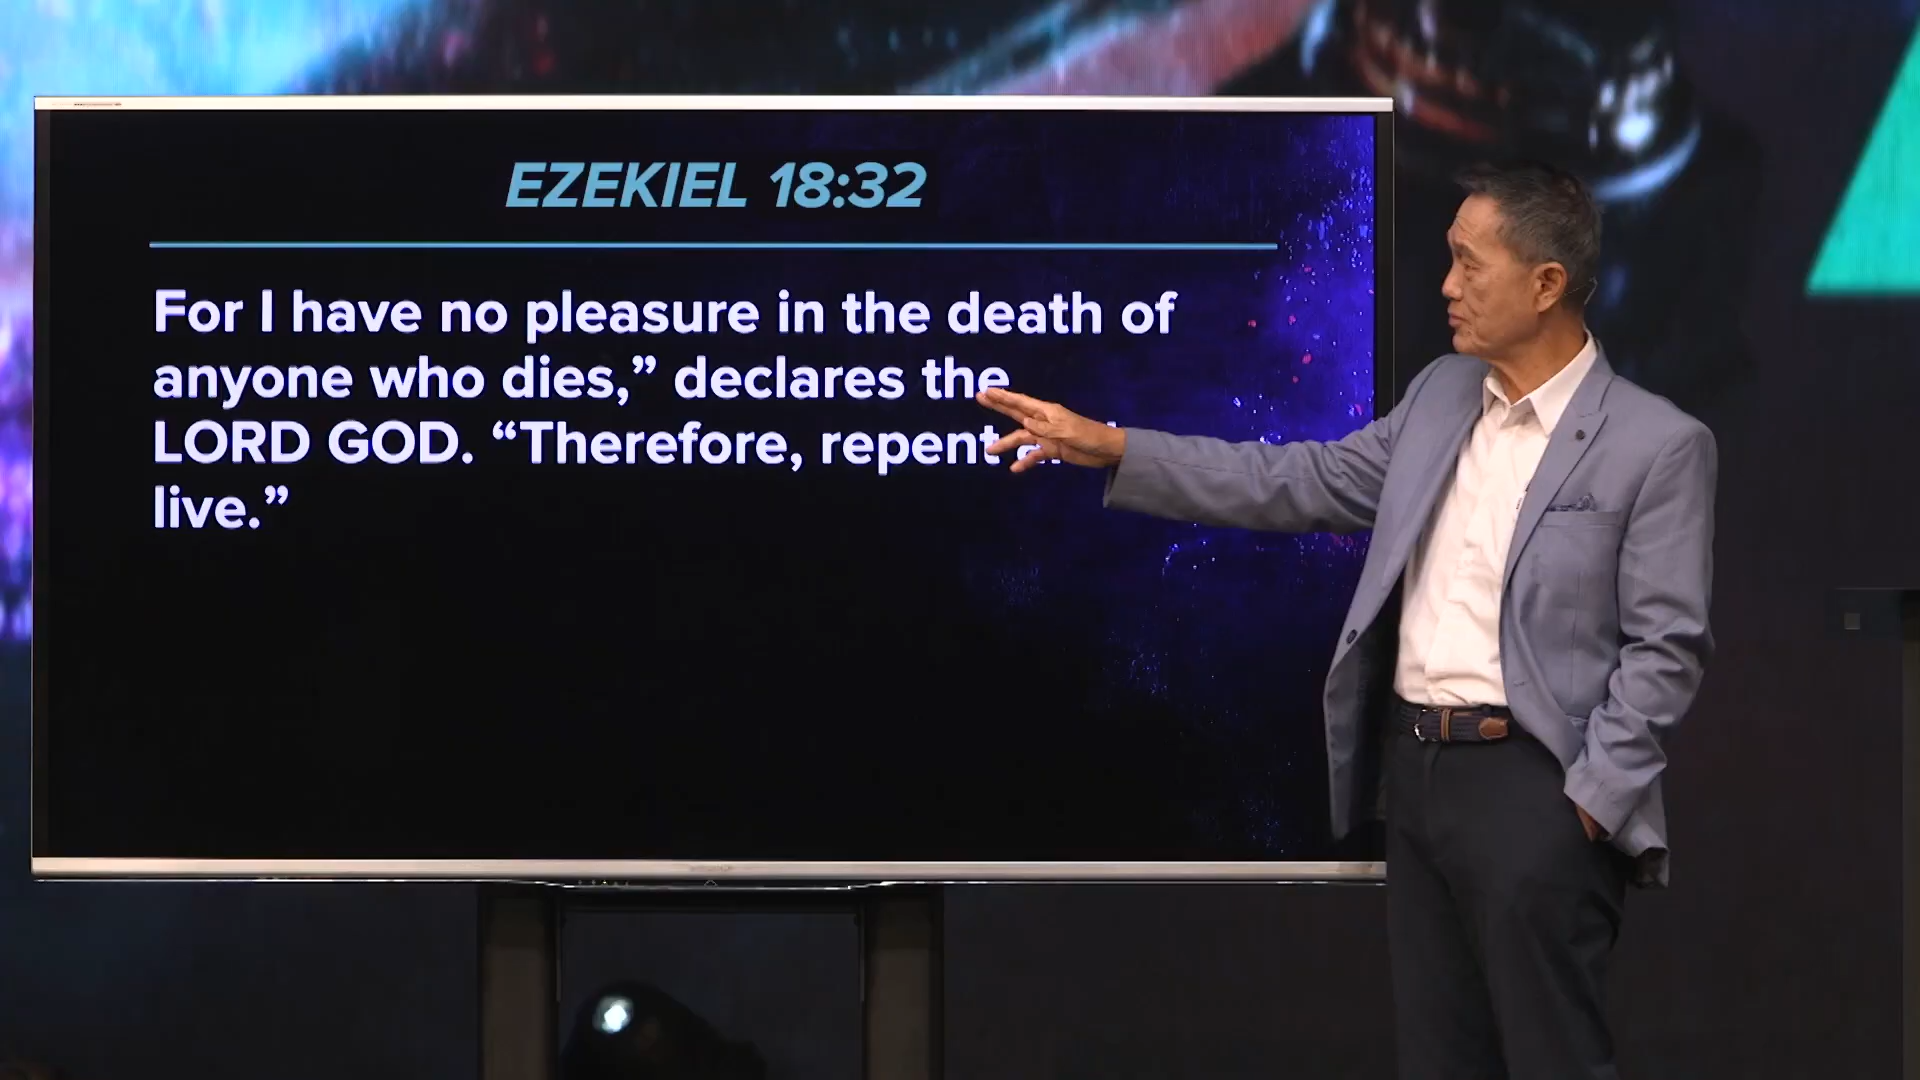 EZEKIEL 18:32
For I have no pleasure in the death of
anyone who dies,” declares the
LORD GOD. “Therefore, repent
live.”